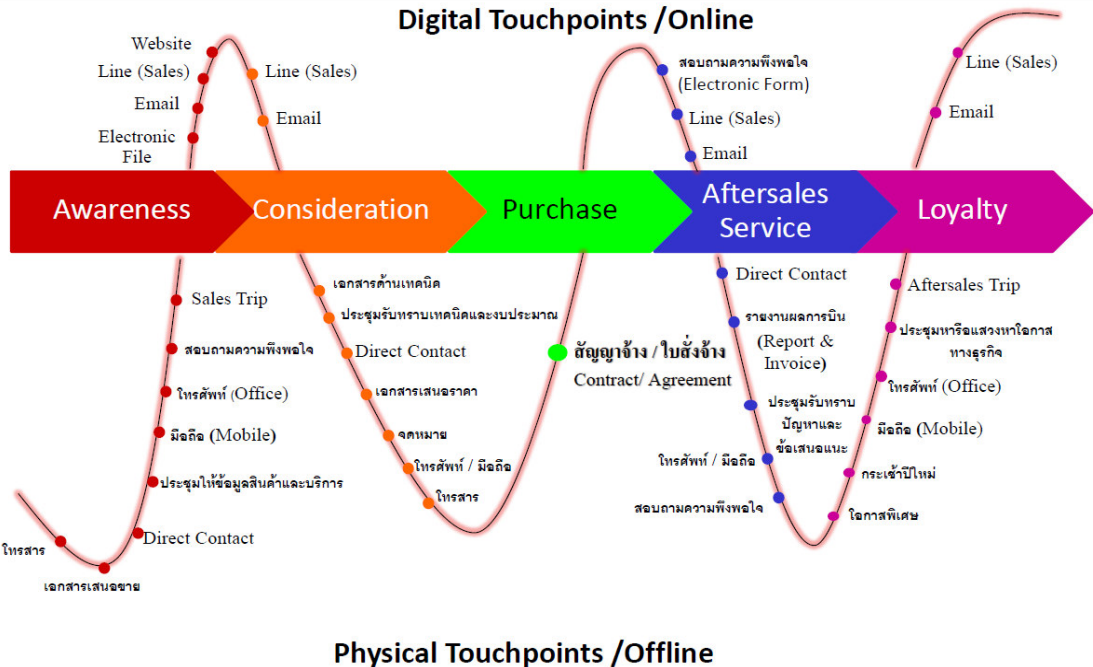 Digital Touchpoints /Online
Website
Line (Sales)
Email
Electronic
File
Line (Sales)
Email
สอบถามความพึงพอใจ
(Electronic Form)
Line (Sales)
Email
Line (Sales)
Email
Awareness
Consideration
Purchase
Aftersales
Service
Loyalty
Sales Trip
สอบถามความพึงพอใจ
โทรศัพท์ (Office)
มือถือ (Mobile)
ประชุมให้ข้อมูลสินค้าและบริการ
Direct Contact
โทรสาร
เอกสารเสนอขาย
เอกสารด้านเทคนิค
ประชุมรับทราบเทคนิคและงบประมาณ
Direct Contact
เอกสารเสนอราคา
จดหมาย
โทรศัพท์ / มือถือ
โทรสาร
สัญญาจ้าง / ใบสั่งจ้าง
Contract/ Agreement
Direct Contact
รายงานผลการบิน
(Report &
Invoice)
ประชุมรับทราบ
ปัญหาและ
ข้อเสนอแนะ
โทรศัพท์ / มือถือ
สอบถามความพึงพอใจ
Aftersales Trip
ประชุมหารือแสวงหาโอกาส
ทางธุรกิจ
โทรศัพท์ (Office)
มือถือ (Mobile)
กระเช้าปีใหม่
โอกาสพิเศษ
Physical Touchpoints /Offline